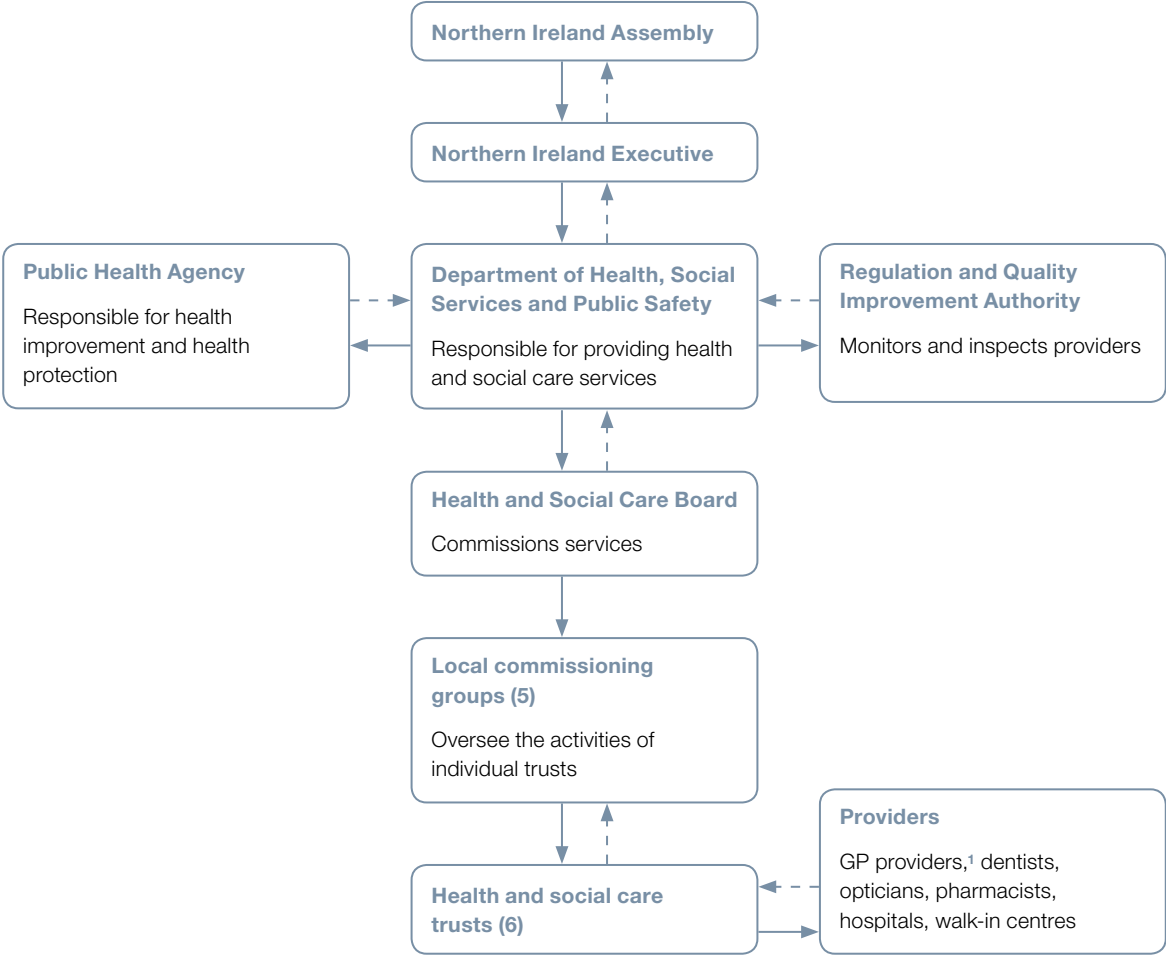 Northern Ireland Assembly
Northern Ireland Executive
Public Health Agency
Responsible for health
improvement and health
protection
Department of Health, Social
Services and Public Safety
Responsible for providing health
and social care services
Regulation and Quality
Improvement Authority
Monitors and inspects providers
Health and Social Care Board
Commissions services
Local commissioning
groups (5)
Oversee the activities of
individual trusts
Health and social care
trusts (6)
Providers
GP providers,¹ dentists,
opticians, pharmacists,
hospitals, walk-in centres